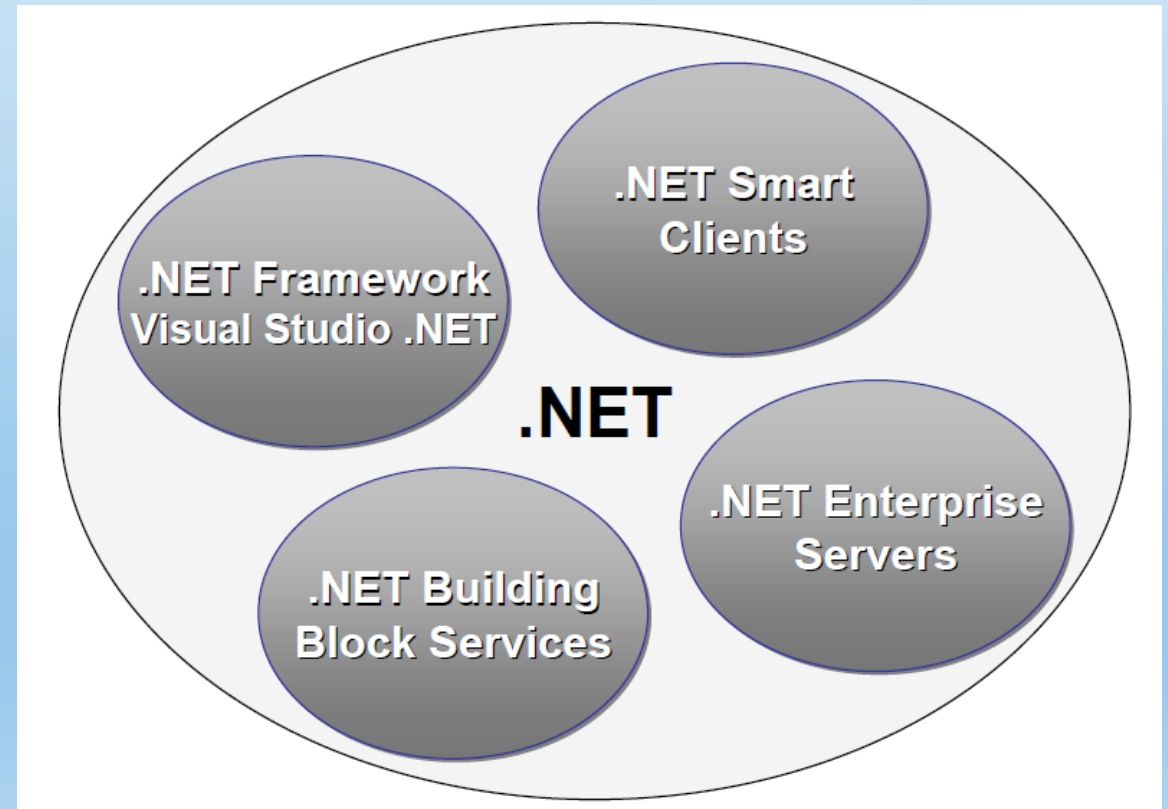 .NET Smart
Clients
.NET Framework
Visual Studio .NET
.NET
.NET Enterprise
Servers
.NET Building
Block Services